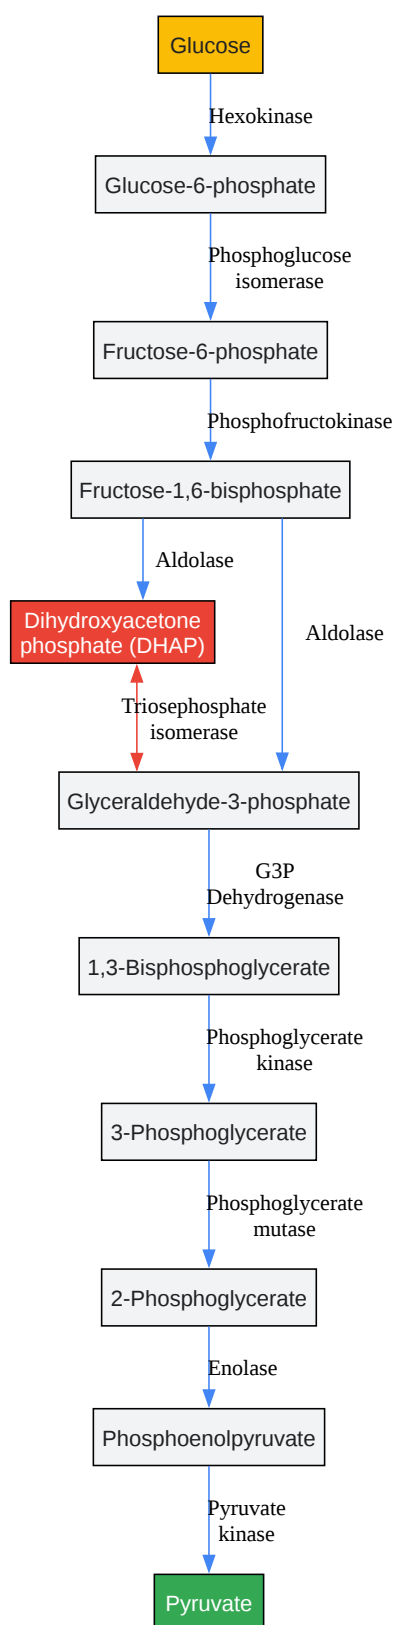 Glucose
Hexokinase
Glucose-6-phosphate
Phosphoglucose
isomerase
Fructose-6-phosphate
Phosphofructokinase
Fructose-1,6-bisphosphate
Aldolase
Dihydroxyacetone
phosphate (DHAP)
Aldolase
Triosephosphate
isomerase
Glyceraldehyde-3-phosphate
G3P
Dehydrogenase
1,3-Bisphosphoglycerate
Phosphoglycerate
kinase
3-Phosphoglycerate
Phosphoglycerate
mutase
2-Phosphoglycerate
Enolase
Phosphoenolpyruvate
Pyruvate
kinase
Pyruvate